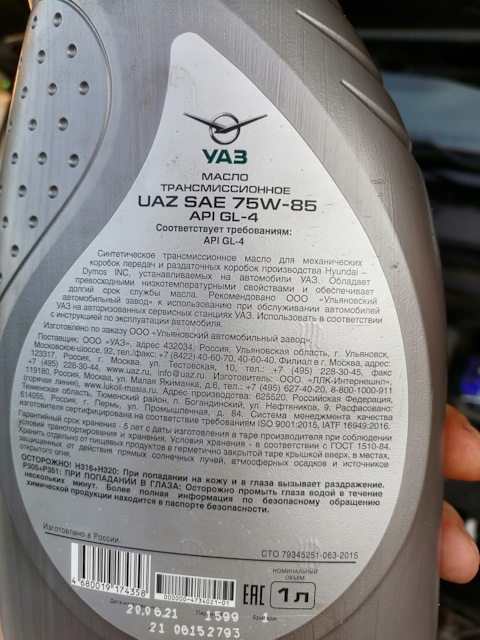 УАЗ
МАСЛО
ТРАНСМИССИОННОЕ
UAZ SAE 75W-85
API GL-4
Соответствует требованиям:
API GL-4
Синтетическое трансмиссионное масло для механических
коробок передач и раздаточных коробок производства Hyundai –
Dymos INC, устанавливаемых на автомобили УАЗ. Обладает
превосходными низкотемпературными свойствами и обеспечивает
долгий срок службы масла. Рекомендовано ООО «Ульяновский
автомобильный завод» к использованию при обслуживании автомобилей
УАЗ на авторизованных сервисных станциях УАЗ. Использовать в соответствии
с инструкцией по эксплуатации автомобиля.
Изготовлено по заказу ООО «Ульяновский автомобильный завод»
Поставщик: ООО «УАЗ», адрес 432034, Россия, Ульяновская область, г. Ульяновск,
Московское шоссе, 92. тел./факс: +7 (8422) 40-60-70, 40-60-40. Филиал в г. Москва, адрес:
123317, Россия, г. Москва, ул. Тестовская, 10, тел.: +7 (495) 228-30-45, факс:
+7 (495) 228-30-44, www.uaz.ru, info@uaz.ru. Изготовитель: ООО «ЛЛК-Интернешнл»,
119180, Россия, ул. Малая Якиманка, д.6, тел.: +7 (495) 627-40-20, 8-800-1000-911
(горячая линия), www.lukoil-masla.ru. Адрес производства: 625520, Российская Федерация,
Тюменская область, Тюменский район, п. Богандинский, ул. Нефтяников, 9. Расфасовано:
614055, Россия, г. Пермь, ул. Промышленная, д. 84. Система менеджмента качества
изготовителя сертифицирована на соответствие требованиям ISO 9001:2015, IATF 16949:2016.
Гарантийный срок хранения - 5 лет с даты изготовления в таре производителя при соблюдении
условий транспортирования и хранения. Условия хранения - в соответствии с ГОСТ 1510-84.
Хранить отдельно от пищевых продуктов в герметично закрытой таре крышкой вверх, в местах,
защищенных от действия прямых солнечных лучей, атмосферных осадков и источников
открытого огня.
ОСТОРОЖНО! H316+H320: При попадании на кожу и в глаза вызывает раздражение.
P305+P351: ПРИ ПОПАДАНИИ В ГЛАЗА: Осторожно промыть глаза водой в течение
нескольких минут. Более полная информация по безопасному обращению
химической продукции находится в паспорте безопасности.
Изготовлено в России.
СТО 79345251-063-2015
4 680019 174358
000000-4734021-01
EAC
НОМИНАЛЬНЫЙ
ОБЪЕМ
1 л
20.06.21 1599 1
21 06152793